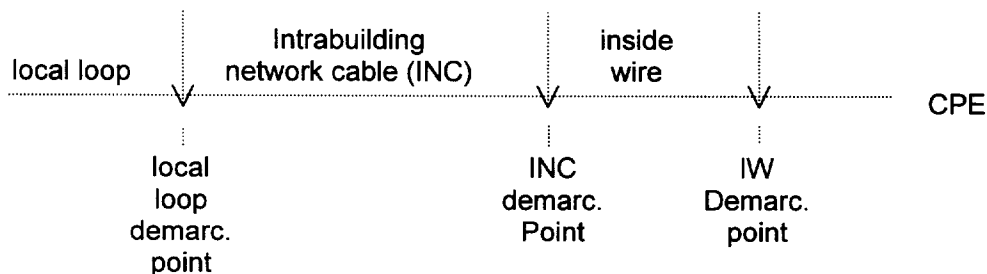 Intrabuilding
network cable (INC)
inside
wire
local loop
CPE
local
loop
demarc.
point
INC
demarc.
Point
IW
Demarc.
point